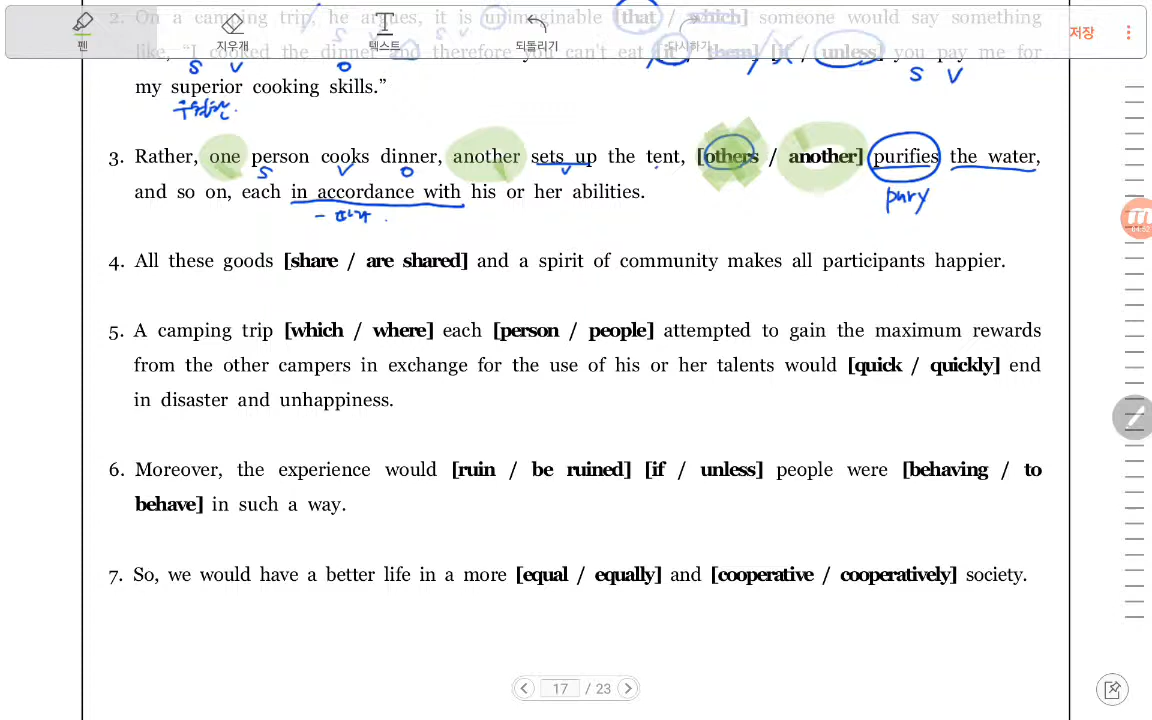 펜 지우개 텍스트 되돌리기 다시하기 저장
2. On a camping trip, he argues, it is unimaginable [that / which] someone would say something
like, “I cooked the dinner and therefore you can't eat [it / them] [if / unless] you pay me for
S V O S V
my superior cooking skills.”
3. Rather, one person cooks dinner, another sets up the tent, [others / another] purifies the water,
S V O V
and so on, each in accordance with his or her abilities.
4. All these goods [share / are shared] and a spirit of community makes all participants happier.
5. A camping trip [which / where] each [person / people] attempted to gain the maximum rewards
from the other campers in exchange for the use of his or her talents would [quick / quickly] end
in disaster and unhappiness.
6. Moreover, the experience would [ruin / be ruined] [if / unless] people were [behaving / to
behave] in such a way.
7. So, we would have a better life in a more [equal / equally] and [cooperative / cooperatively] society.
17 / 23